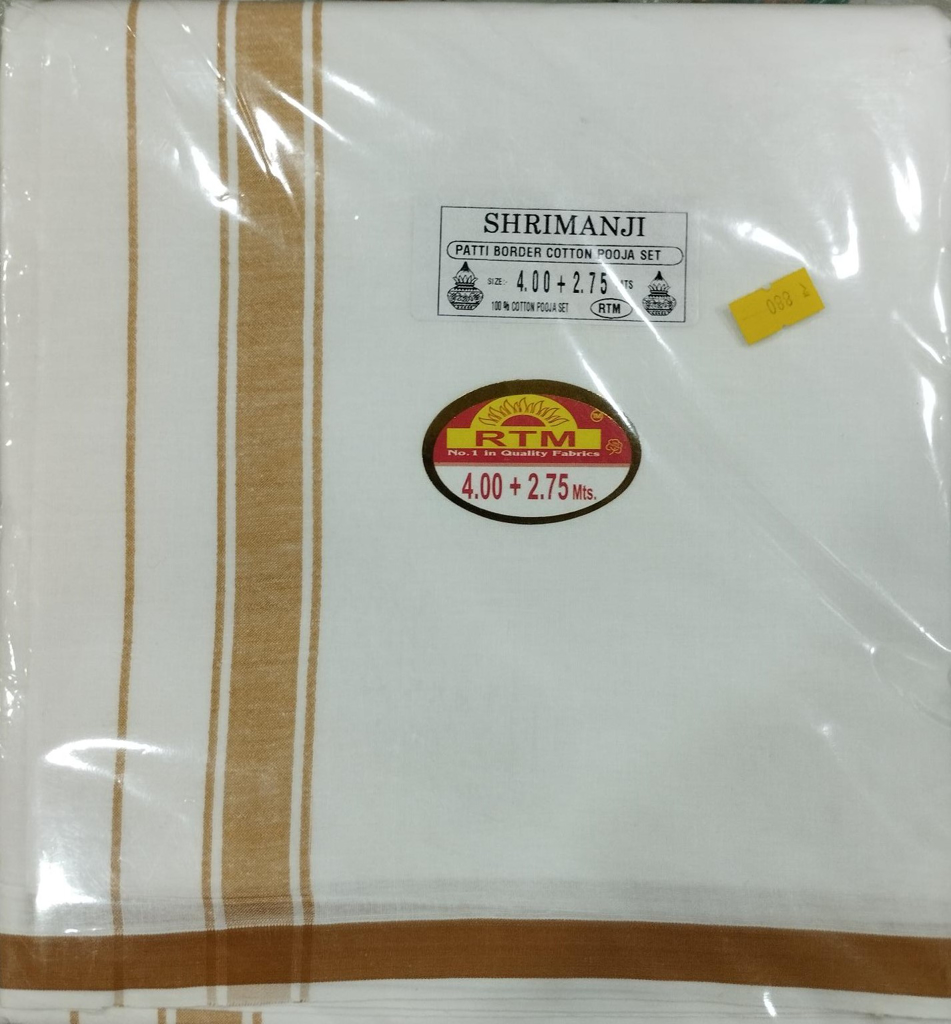 SHRIMANJI
PATTI BORDER COTTON POOJA SET
SIZE:- 4.00 + 2.75 MTS
100 % COTTON POOJA SET RTM
₹ 880
RTM
No.1 in Quality Fabrics
4.00 + 2.75 Mts.